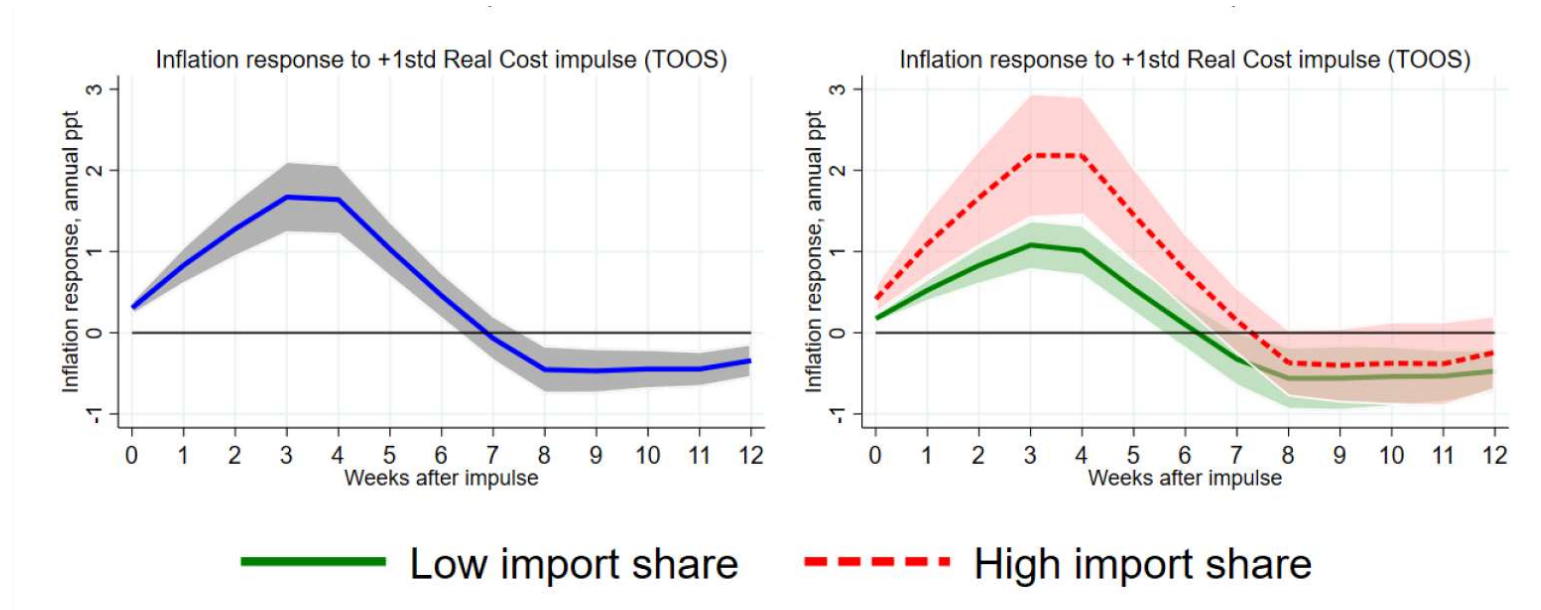 Inflation response to +1std Real Cost impulse (TOOS)
Inflation response, annual ppt
3
2
1
0
-1
0 1 2 3 4 5 6 7 8 9 10 11 12
Weeks after impulse
Inflation response to +1std Real Cost impulse (TOOS)
Inflation response, annual ppt
3
2
1
0
-1
0 1 2 3 4 5 6 7 8 9 10 11 12
Weeks after impulse
Low import share
High import share